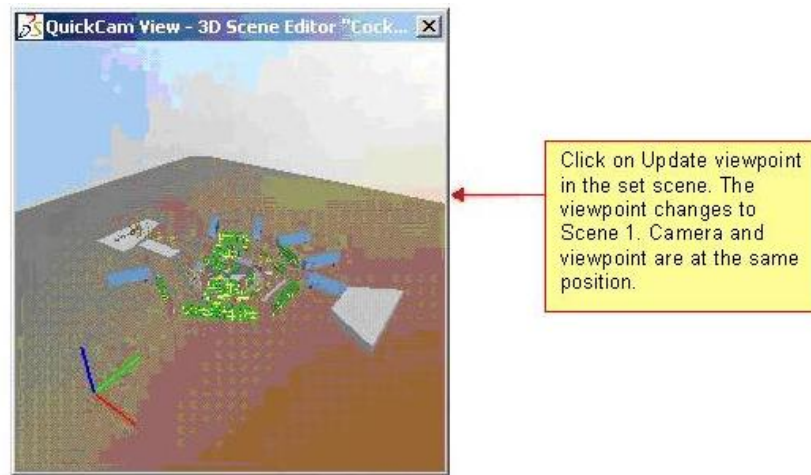 QuickCam View - 3D Scene Editor "Cock...
Click on Update viewpoint
in the set scene. The
viewpoint changes to
Scene 1. Camera and
viewpoint are at the same
position.